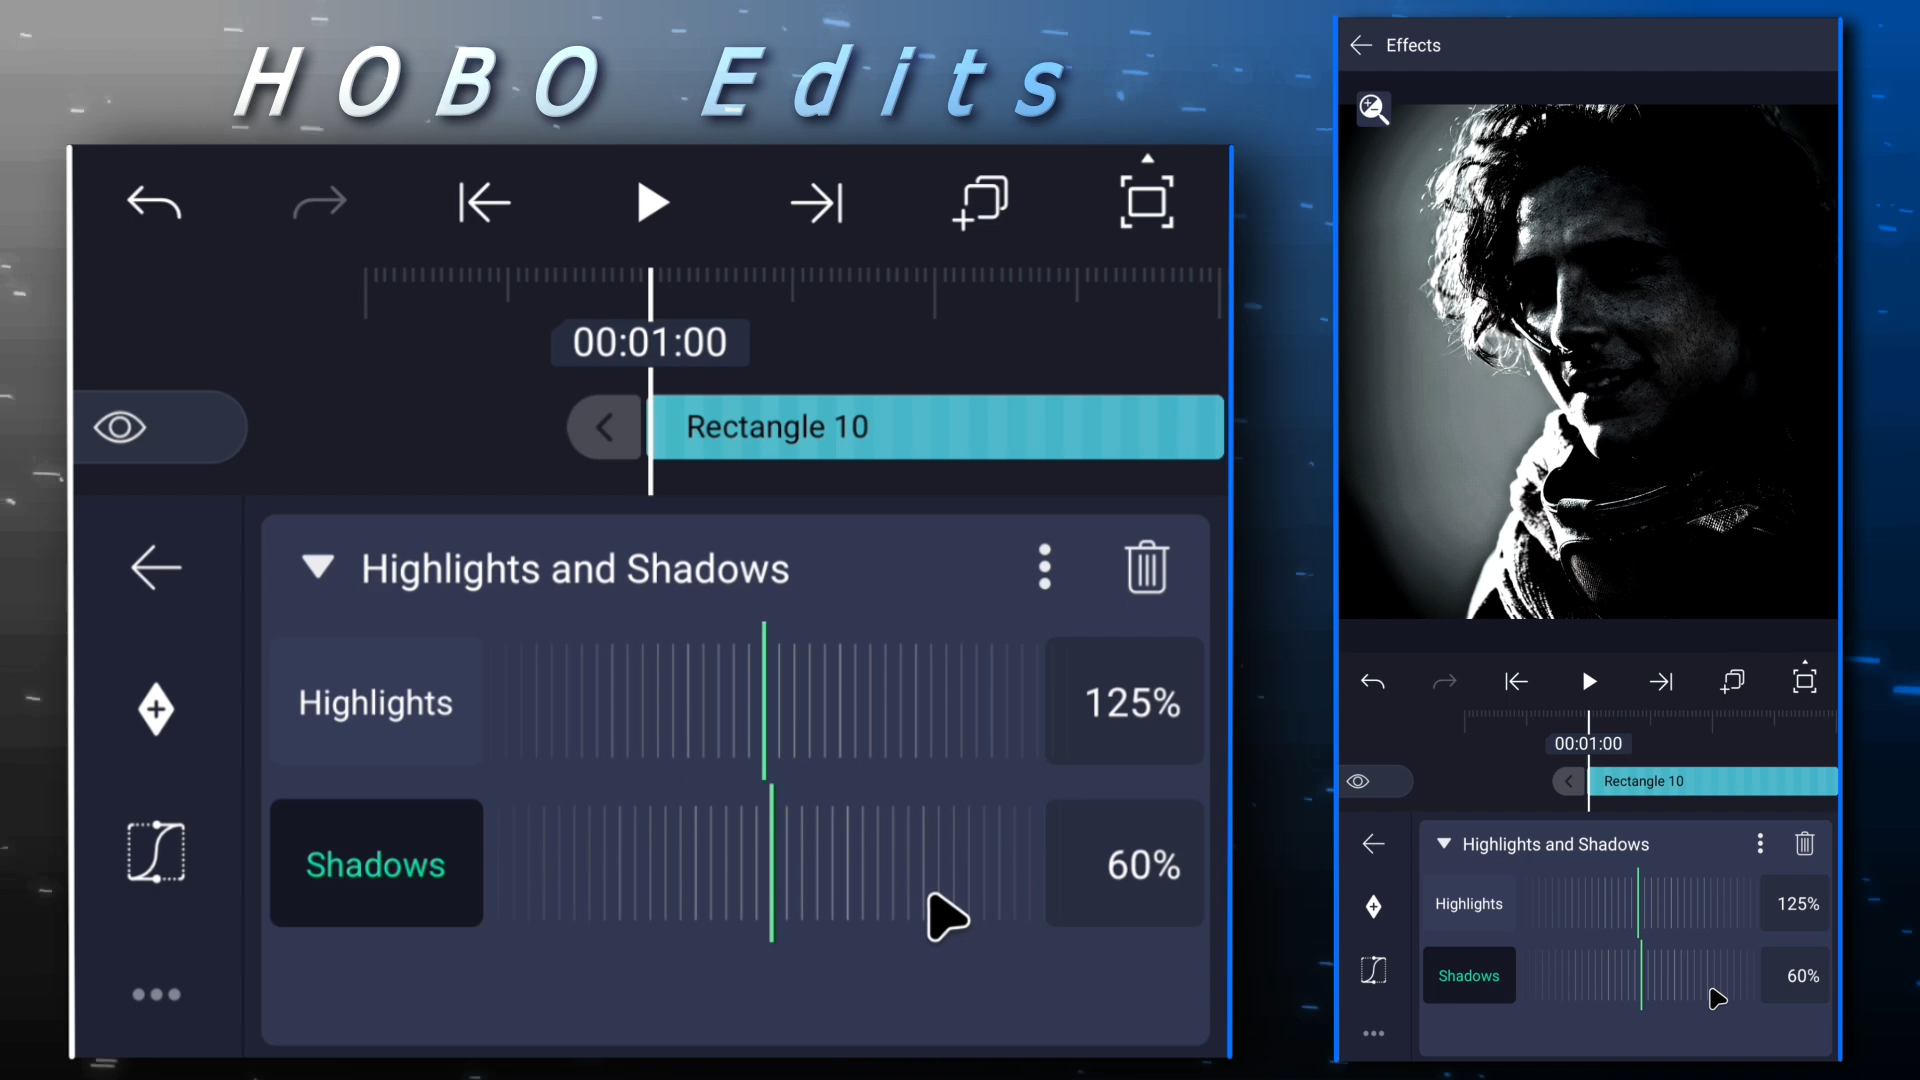 HOBO Edits
00:01:00
Rectangle 10
Highlights and Shadows
Highlights
125%
Shadows
60%
Effects
00:01:00
Rectangle 10
Highlights and Shadows
Highlights
125%
Shadows
60%